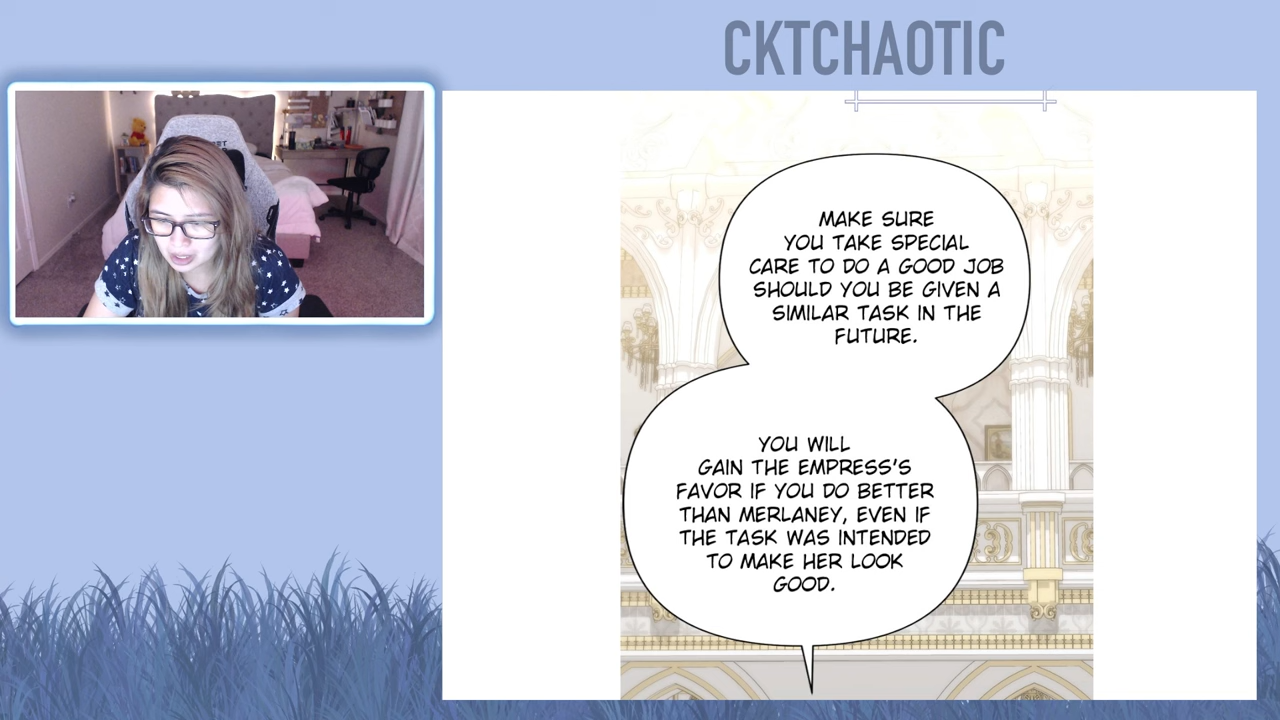 CKTCHAOTIC
MAKE SURE
YOU TAKE SPECIAL
CARE TO DO A GOOD JOB
SHOULD YOU BE GIVEN A
SIMILAR TASK IN THE
FUTURE.
YOU WILL
GAIN THE EMPRESS'S
FAVOR IF YOU DO BETTER
THAN MERLANEY, EVEN IF
THE TASK WAS INTENDED
TO MAKE HER LOOK
GOOD.